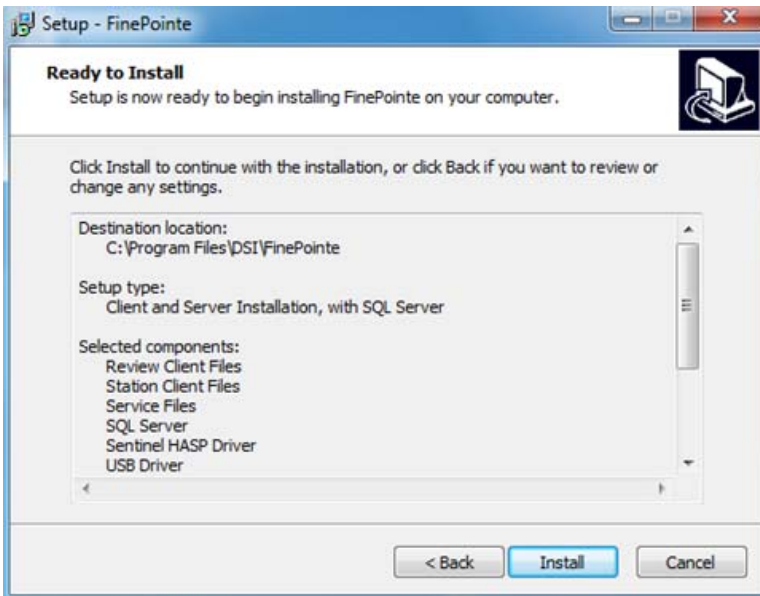 Setup - FinePointe
Ready to Install
Setup is now ready to begin installing FinePointe on your computer.
Click Install to continue with the installation, or click Back if you want to review or
change any settings.
Destination location:
C:\Program Files\DSI\FinePointe
Setup type:
Client and Server Installation, with SQL Server
Selected components:
Review Client Files
Station Client Files
Service Files
SQL Server
Sentinel HASP Driver
USB Driver
< Back
Install
Cancel